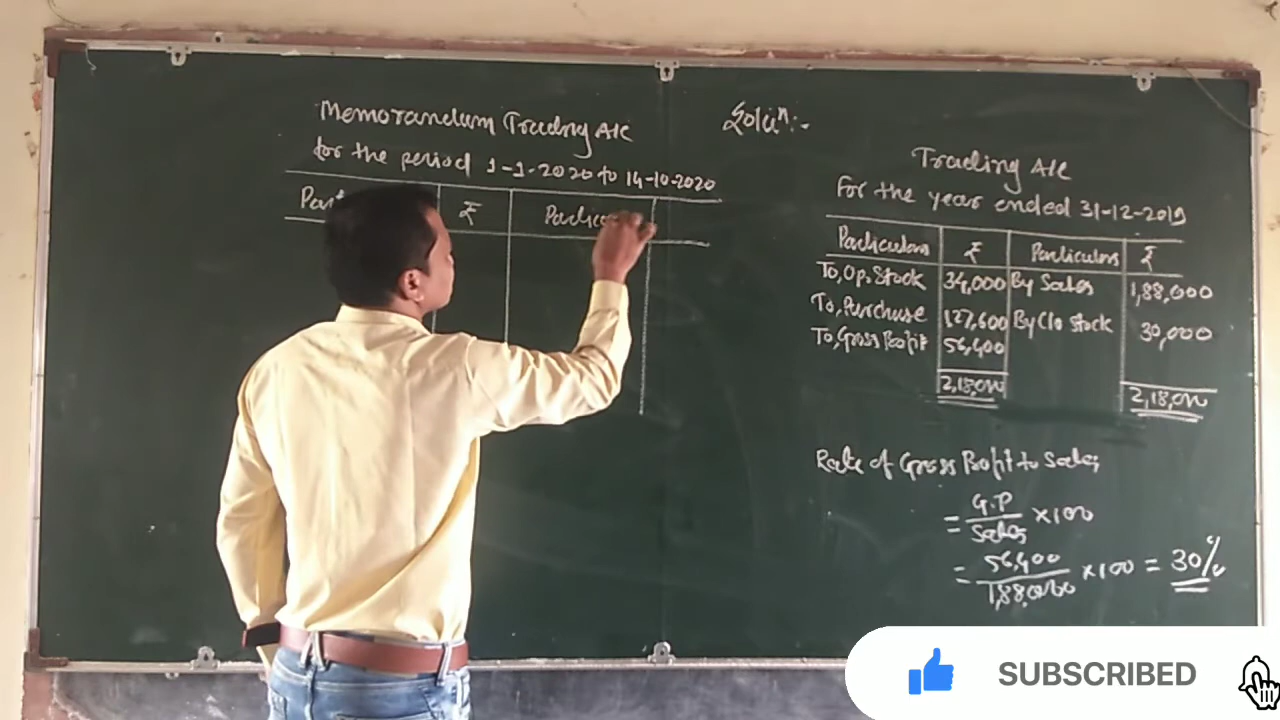 Memorandum Trading A/c
for the period 1-1-2020 to 14-10-2020
₹
Soluⁿ:-
Trading A/c
For the year ended 31-12-2019
Particulars ₹ Particulars ₹
To, Op. Stock 34,000 By Sales 1,88,000
To, Purchase 127,600 By Clo stock 30,000
To, Gross Profit 56,400
2,18,000 2,18,000
Rate of Gross Profit to Sales
= G.P / Sales ×100
= 56,400 / 1,88,000 ×100 = 30%
SUBSCRIBED